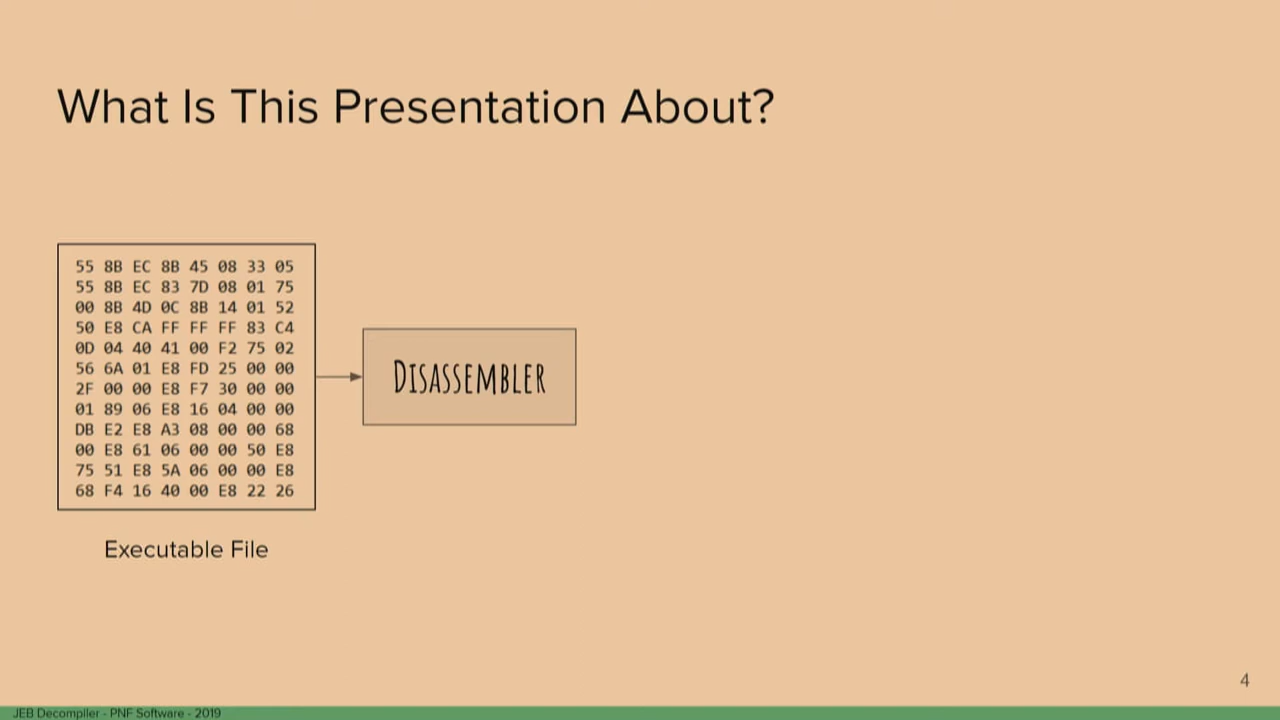 What Is This Presentation About?
55 8B EC 8B 45 08 33 05
55 8B EC 83 7D 08 01 75
00 8B 4D 0C 8B 14 01 52
50 E8 CA FF FF FF 83 C4
0D 04 40 41 00 F2 75 02
56 6A 01 E8 FD 25 00 00
2F 00 00 E8 F7 30 00 00
01 89 06 E8 16 04 00 00
DB E2 E8 A3 08 00 00 68
00 E8 61 06 00 00 50 E8
75 51 E8 5A 06 00 00 E8
68 F4 16 40 00 E8 22 26
Disassembler
Executable File
4
JEB Decompiler - PNF Software - 2019